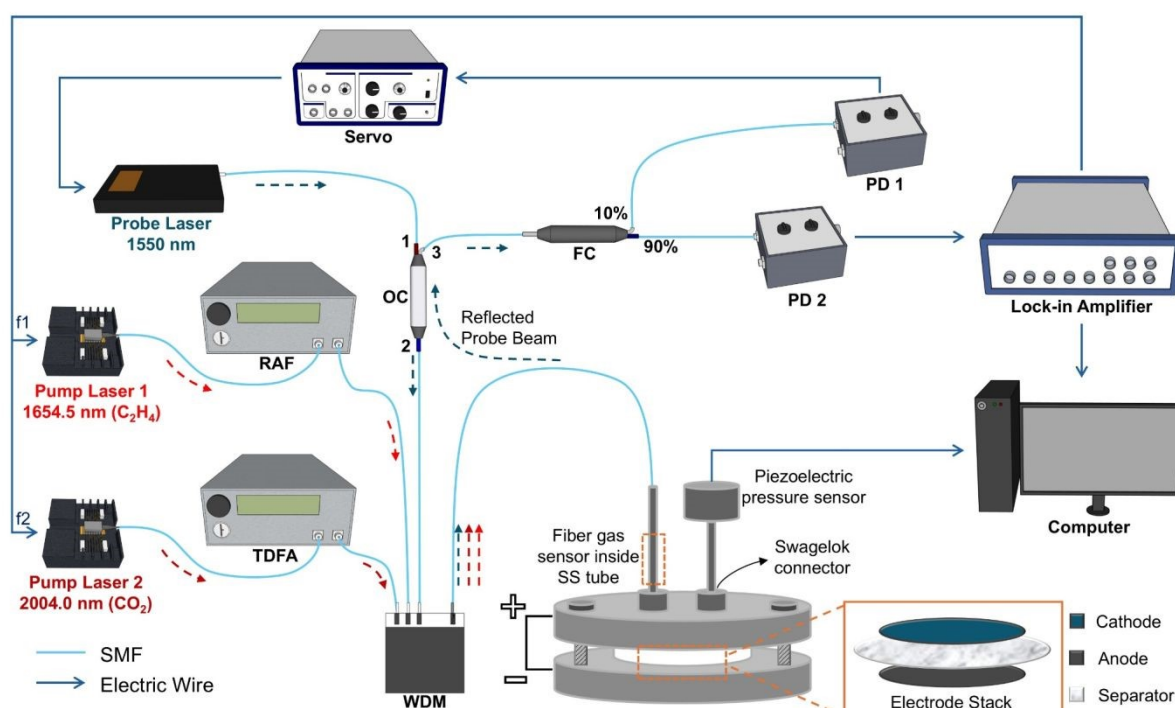 Servo
PD 1
Probe Laser
1550 nm
10%
1
3
FC
90%
PD 2
Lock-in Amplifier
OC
2
Reflected
Probe Beam
f1
RAF
Pump Laser 1
1654.5 nm (C₂H₄)
Piezoelectric
pressure sensor
Computer
f2
TDFA
Fiber gas
sensor inside
SS tube
Swagelok
connector
Pump Laser 2
2004.0 nm (CO₂)
+
−
Cathode
Anode
Separator
SMF
Electric Wire
WDM
Electrode Stack